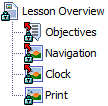 Lesson Overview
Objectives
Navigation
Clock
Print